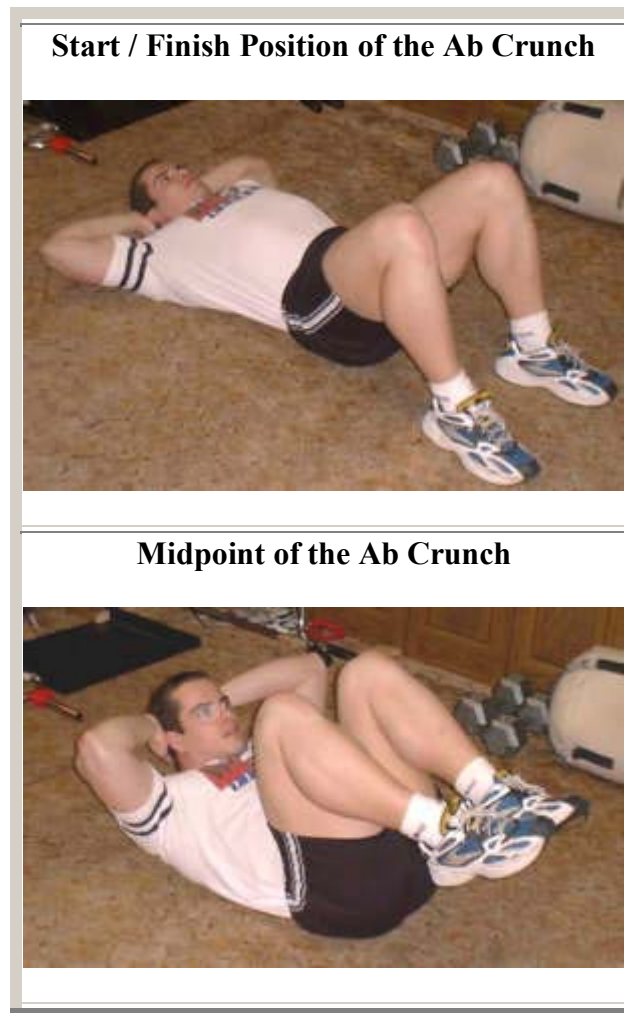 Start / Finish Position of the Ab Crunch
Midpoint of the Ab Crunch